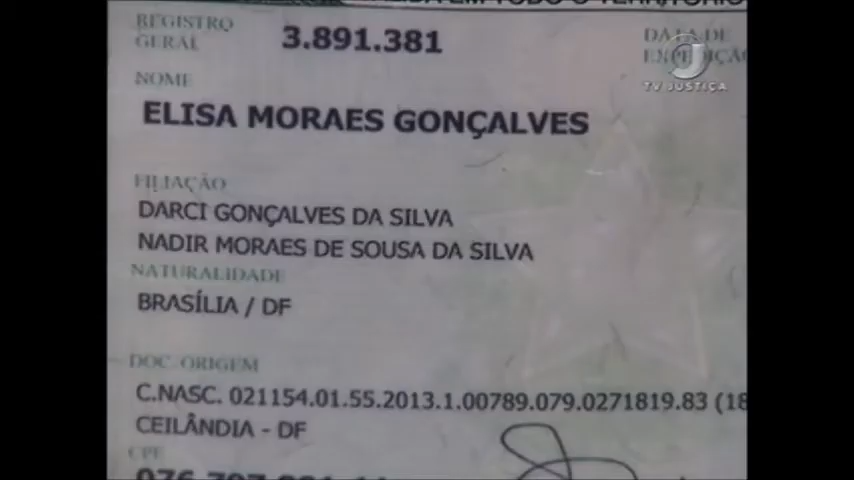 REGISTRO
GERAL
3.891.381
DATA DE
TV JUSTIÇA
NOME
ELISA MORAES GONÇALVES
FILIAÇÃO
DARCI GONÇALVES DA SILVA
NADIR MORAES DE SOUSA DA SILVA
NATURALIDADE
BRASÍLIA / DF
DOC. ORIGEM
C.NASC. 021154.01.55.2013.1.00789.079.0271819.83 (18
CEILÂNDIA - DF
CPF